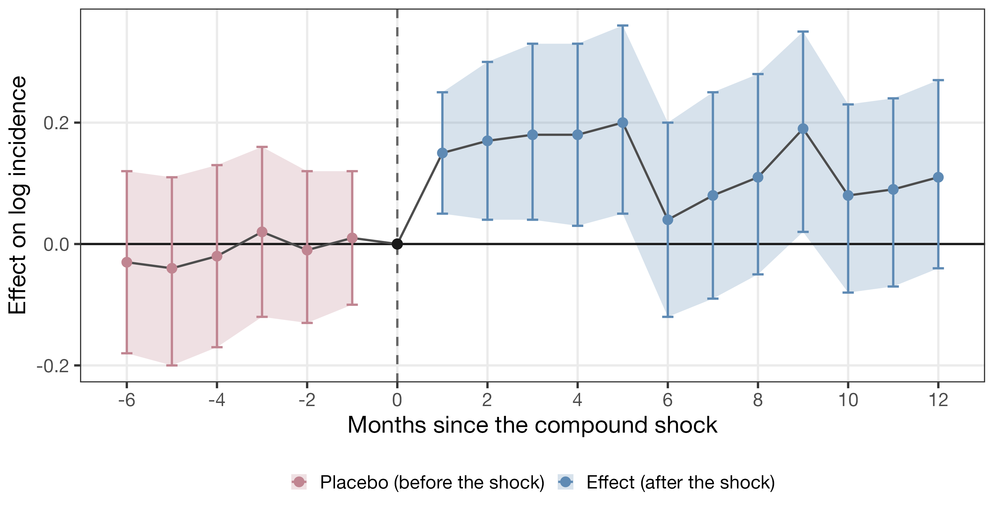 Effect on log incidence
0.2
0.0
-0.2
-6 -4 -2 0 2 4 6 8 10 12
Months since the compound shock
Placebo (before the shock) Effect (after the shock)